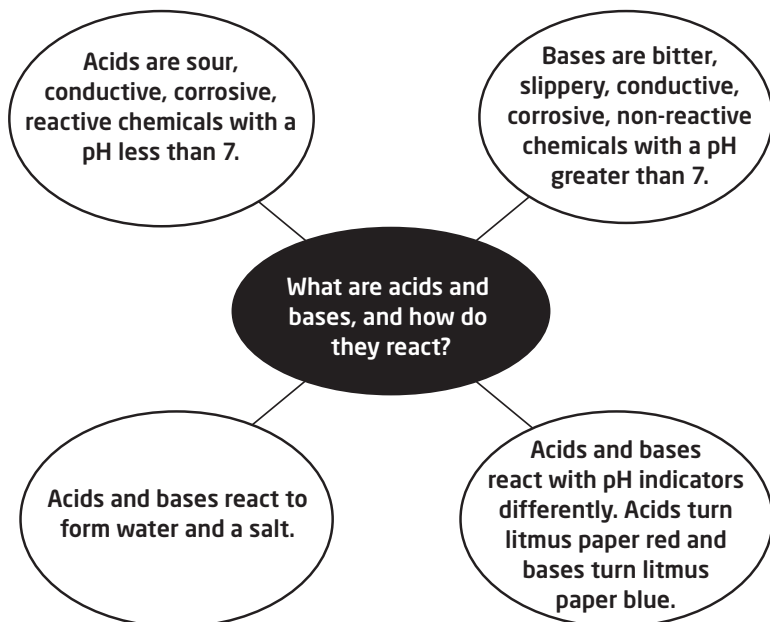 Acids are sour,
conductive, corrosive,
reactive chemicals with a
pH less than 7.
Bases are bitter,
slippery, conductive,
corrosive, non-reactive
chemicals with a pH
greater than 7.
What are acids and
bases, and how do
they react?
Acids and bases react to
form water and a salt.
Acids and bases
react with pH indicators
differently. Acids turn
litmus paper red and
bases turn litmus
paper blue.